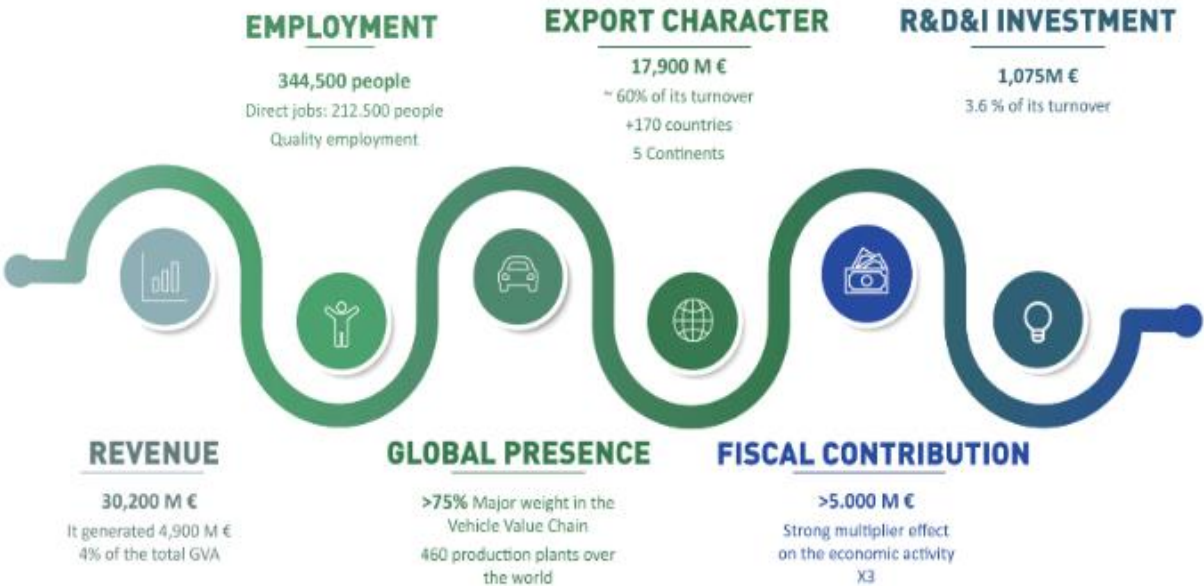 EMPLOYMENT
344,500 people
Direct jobs: 212.500 people
Quality employment
EXPORT CHARACTER
17,900 M €
~ 60% of its turnover
+170 countries
5 Continents
R&D&I INVESTMENT
1,075M €
3.6 % of its turnover
REVENUE
30,200 M €
It generated 4,900 M €
4% of the total GVA
GLOBAL PRESENCE
>75% Major weight in the
Vehicle Value Chain
460 production plants over
the world
FISCAL CONTRIBUTION
>5.000 M €
Strong multiplier effect
on the economic activity
X3